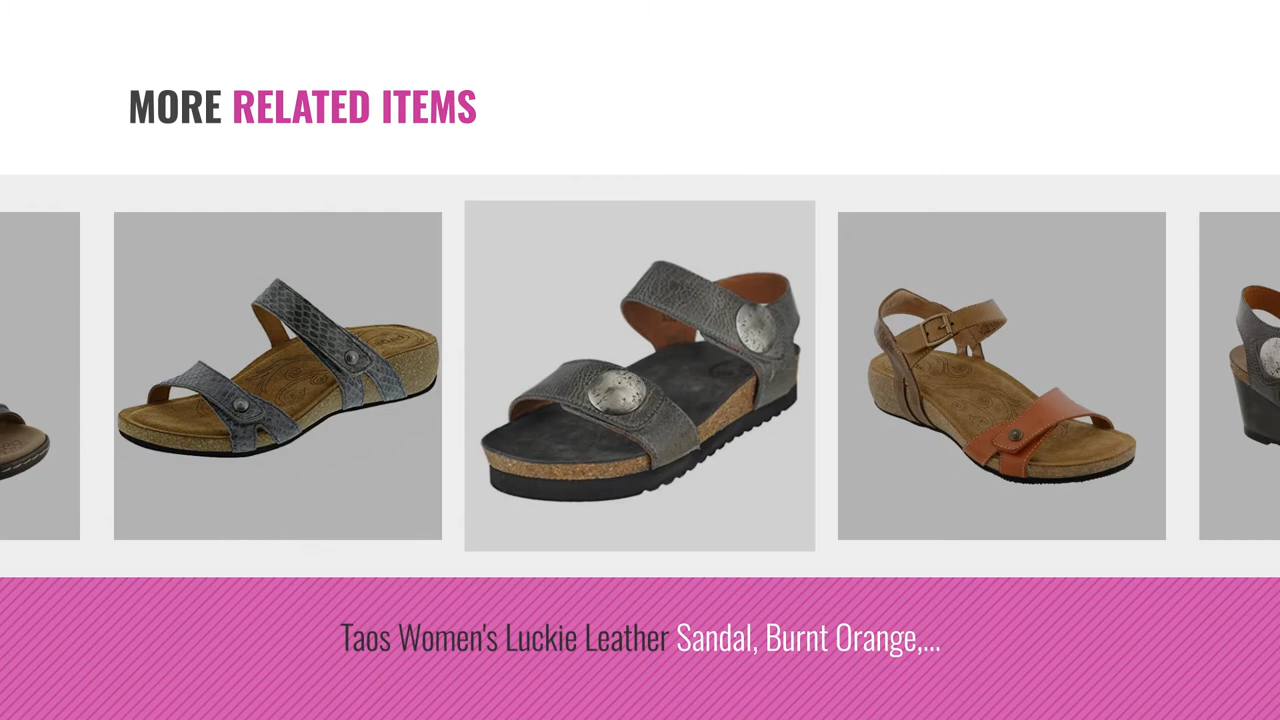 MORE RELATED ITEMS
Taos Women's Luckie Leather Sandal, Burnt Orange,...